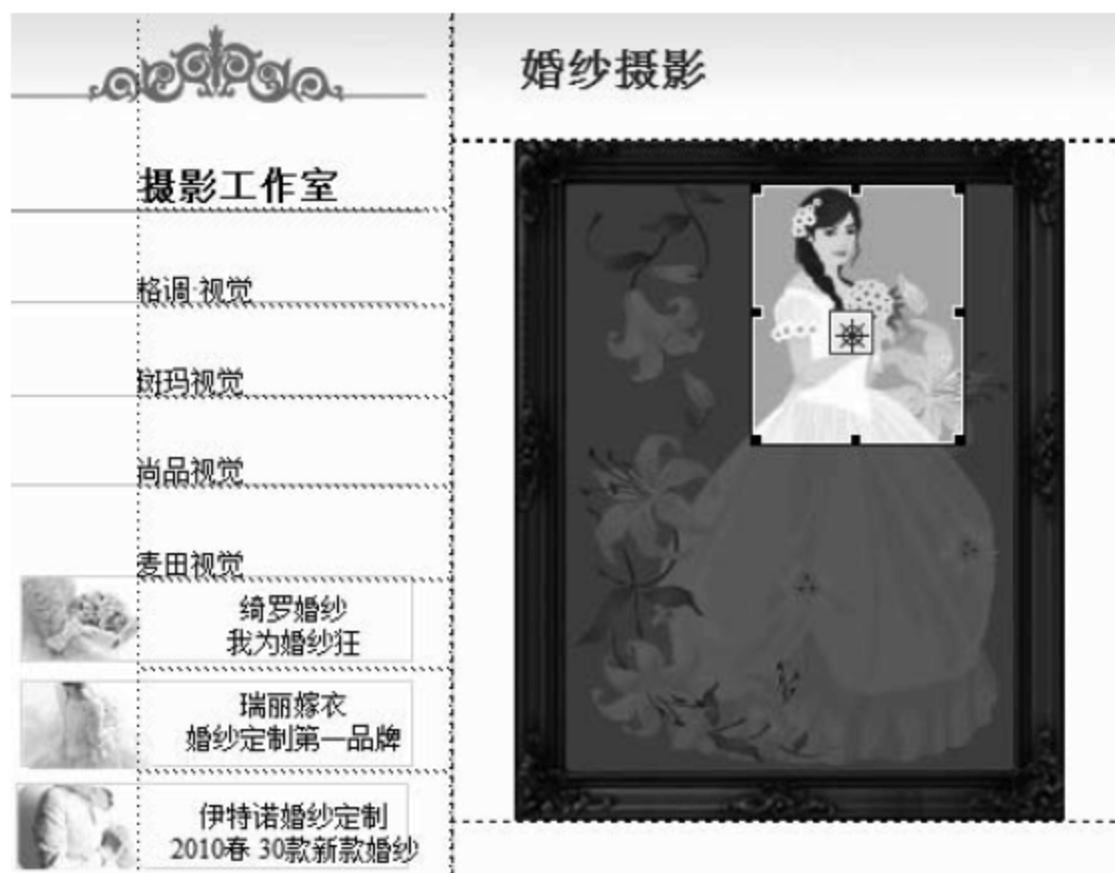 婚纱摄影
摄影工作室
格调·视觉
斑玛视觉
尚品视觉
麦田视觉
绮罗婚纱
我为婚纱狂
瑞丽嫁衣
婚纱定制第一品牌
伊特诺婚纱定制
2010春 30款新款婚纱